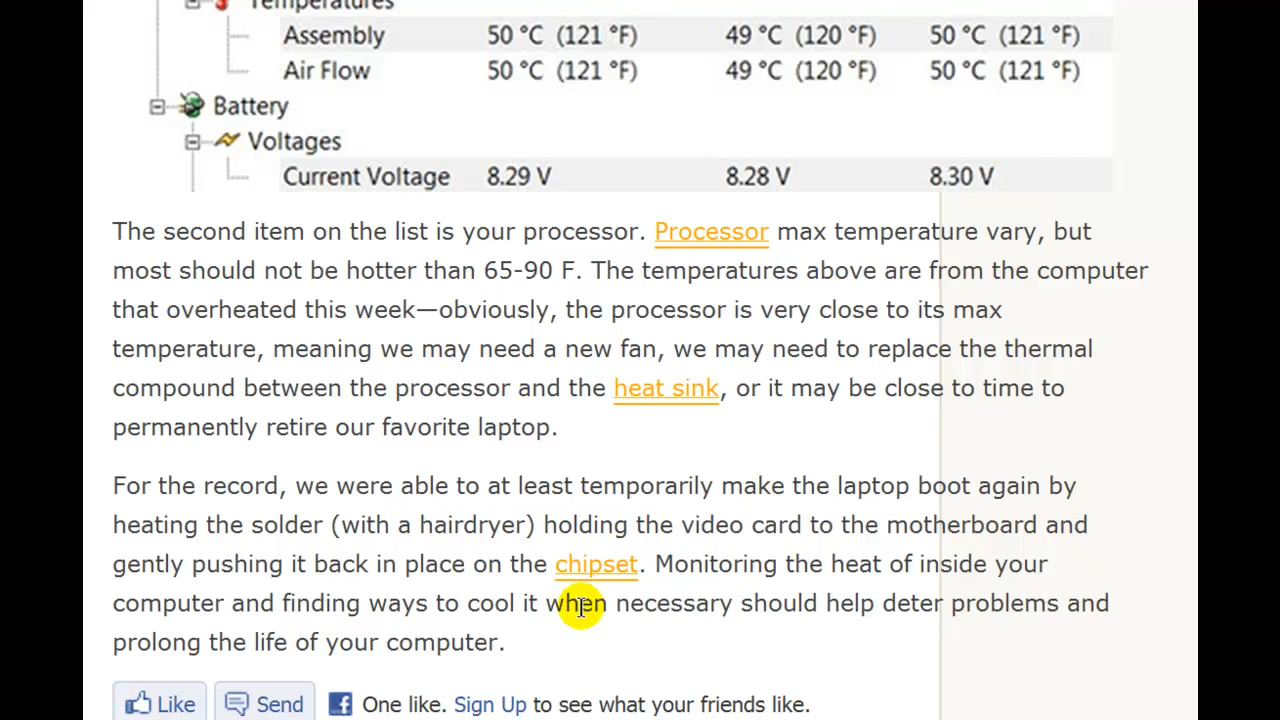 Temperatures
Assembly 50 °C (121 °F) 49 °C (120 °F) 50 °C (121 °F)
Air Flow 50 °C (121 °F) 49 °C (120 °F) 50 °C (121 °F)
Battery
Voltages
Current Voltage 8.29 V 8.28 V 8.30 V
The second item on the list is your processor. Processor max temperature vary, but
most should not be hotter than 65-90 F. The temperatures above are from the computer
that overheated this week—obviously, the processor is very close to its max
temperature, meaning we may need a new fan, we may need to replace the thermal
compound between the processor and the heat sink, or it may be close to time to
permanently retire our favorite laptop.
For the record, we were able to at least temporarily make the laptop boot again by
heating the solder (with a hairdryer) holding the video card to the motherboard and
gently pushing it back in place on the chipset. Monitoring the heat of inside your
computer and finding ways to cool it when necessary should help deter problems and
prolong the life of your computer.
Like Send One like. Sign Up to see what your friends like.